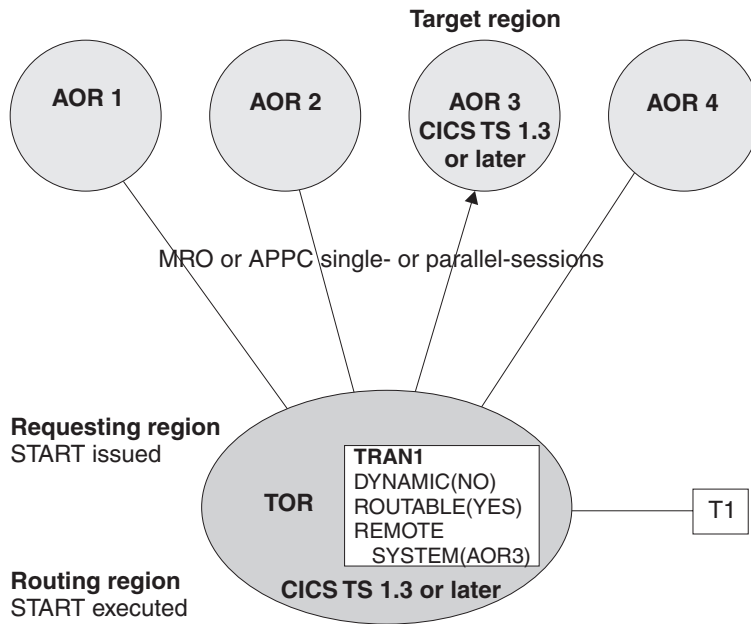 Target region
AOR 1
AOR 2
AOR 3
CICS TS 1.3
or later
AOR 4
MRO or APPC single- or parallel-sessions
Requesting region
START issued
TOR
TRAN1
DYNAMIC(NO)
ROUTABLE(YES)
REMOTE
SYSTEM(AOR3)
T1
Routing region
START executed
CICS TS 1.3 or later